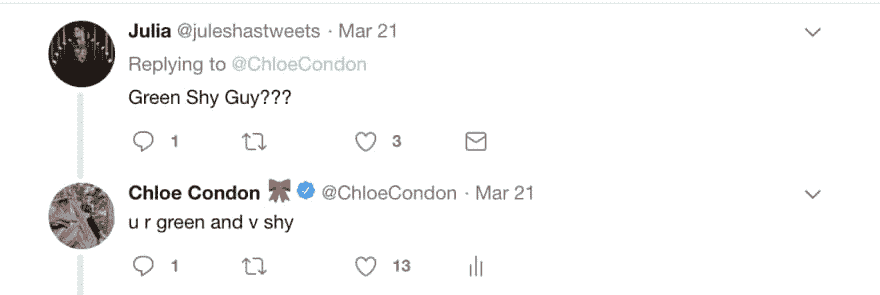 Julia @juleshastweets · Mar 21
Replying to @ChloeCondon
Green Shy Guy???
1 3
Chloe Condon @ChloeCondon · Mar 21
u r green and v shy
1 13